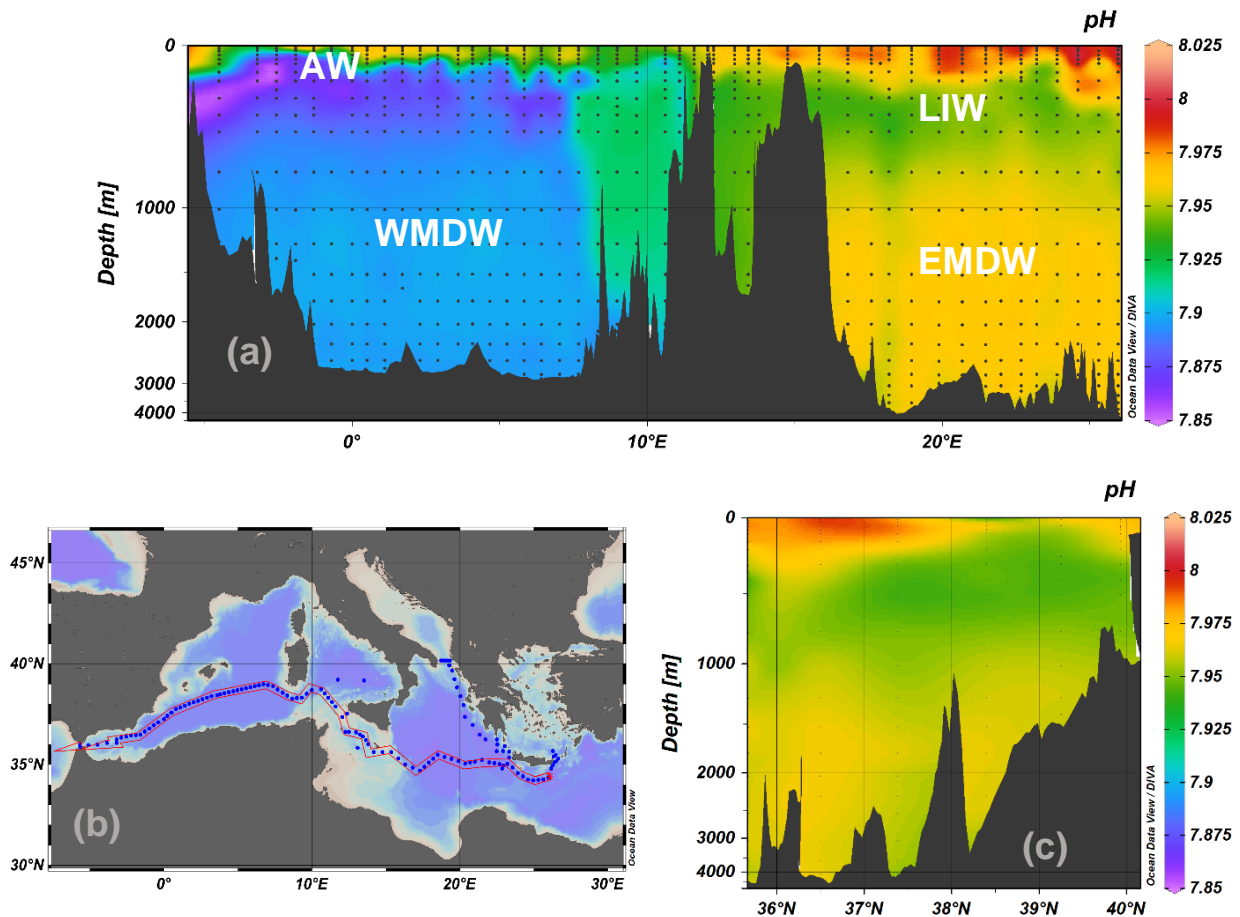 pH
0
1000
2000
3000
4000
Depth [m]
AW
LIW
WMDW
EMDW
(a)
Ocean Data View / DIVA
8.025
8
7.975
7.95
7.925
7.9
7.875
7.85
0°
10°E
20°E
45°N
40°N
35°N
30°N
(b)
Ocean Data View
0°
10°E
20°E
30°E
pH
0
1000
2000
3000
4000
Depth [m]
(c)
Ocean Data View / DIVA
8.025
8
7.975
7.95
7.925
7.9
7.875
7.85
36°N
37°N
38°N
39°N
40°N